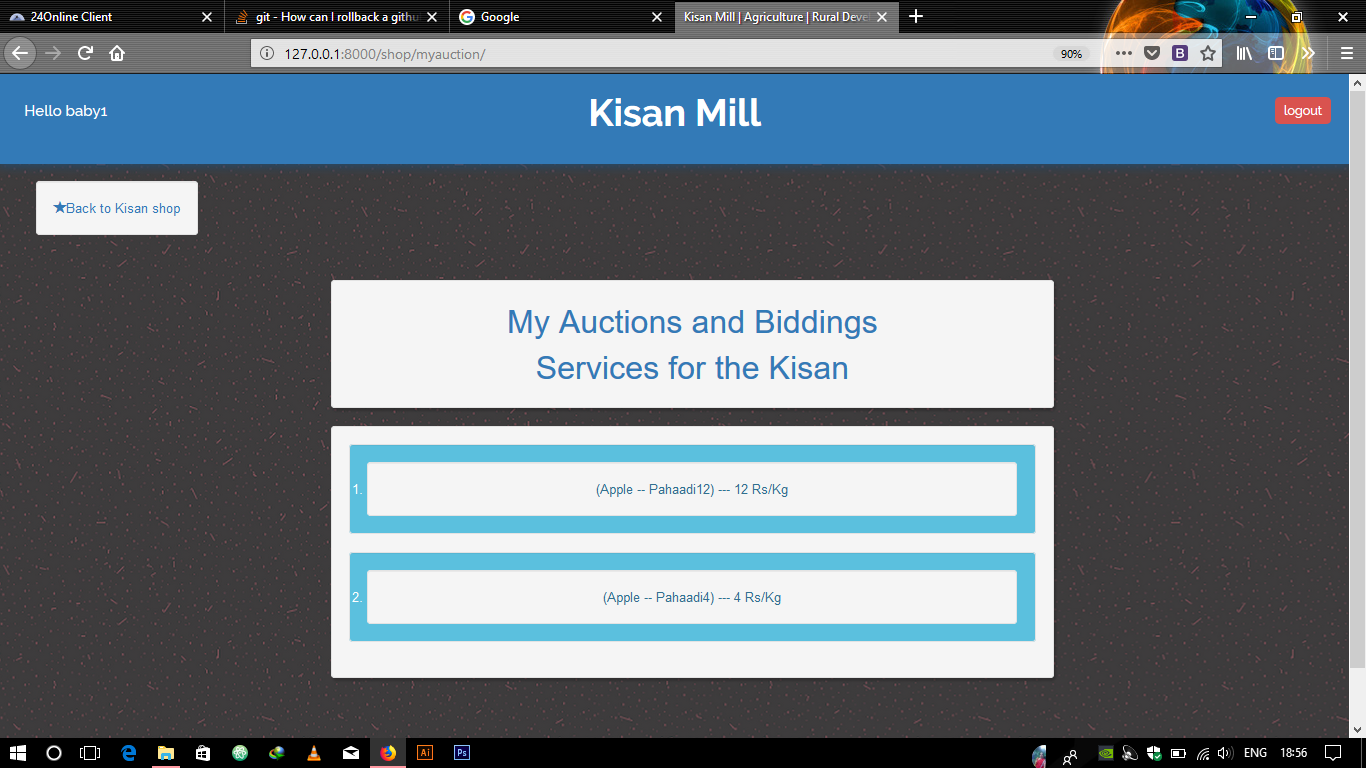 24Online Client
git - How can I rollback a githu
Google
Kisan Mill | Agriculture | Rural Deve
127.0.0.1:8000/shop/myauction/
90%
B
Hello baby1
Kisan Mill
logout
★Back to Kisan shop
My Auctions and Biddings
Services for the Kisan
1.
(Apple -- Pahaadi12) --- 12 Rs/Kg
2.
(Apple -- Pahaadi4) --- 4 Rs/Kg
Ai
Ps
ENG
18:56